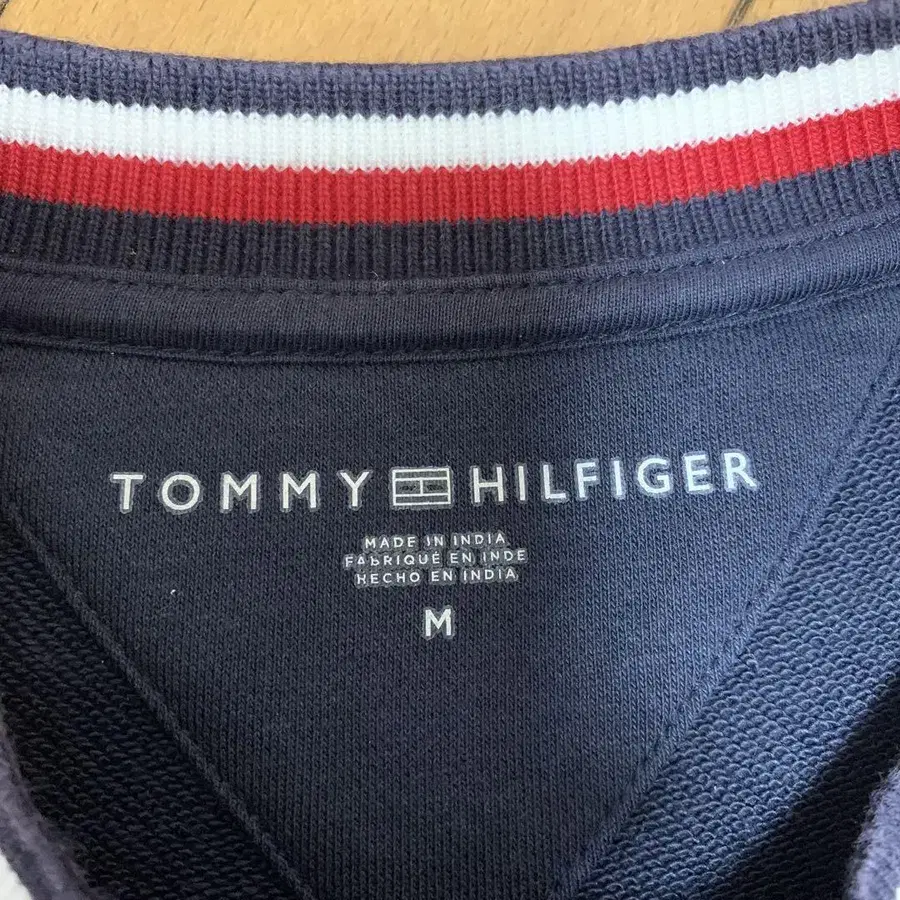 TOMMY HILFIGER
MADE IN INDIA
FABRIQUÉ EN INDE
HECHO EN INDIA
M